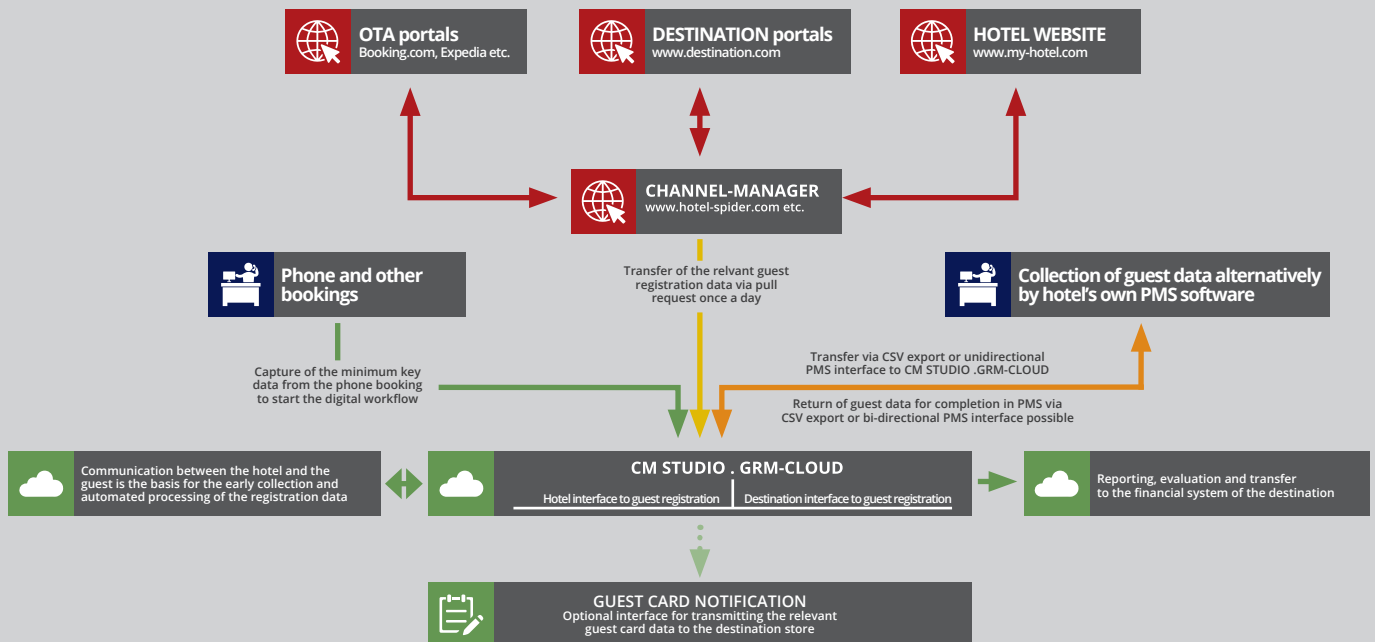 OTA portals
Booking.com, Expedia etc.
DESTINATION portals
www.destination.com
HOTEL WEBSITE
www.my-hotel.com
CHANNEL-MANAGER
www.hotel-spider.com etc.
Phone and other
bookings
Transfer of the relvant guest
registration data via pull
request once a day
Collection of guest data alternatively
by hotel's own PMS software
Capture of the minimum key
data from the phone booking
to start the digital workflow
Transfer via CSV export or unidirectional
PMS interface to CM STUDIO .GRM-CLOUD
Return of guest data for completion in PMS via
CSV export or bi-directional PMS interface possible
Communication between the hotel and the
guest is the basis for the early collection and
automated processing of the registration data
CM STUDIO . GRM-CLOUD
Hotel interface to guest registration
Destination interface to guest registration
Reporting, evaluation and transfer
to the financial system of the destination
GUEST CARD NOTIFICATION
Optional interface for transmitting the relevant
guest card data to the destination store